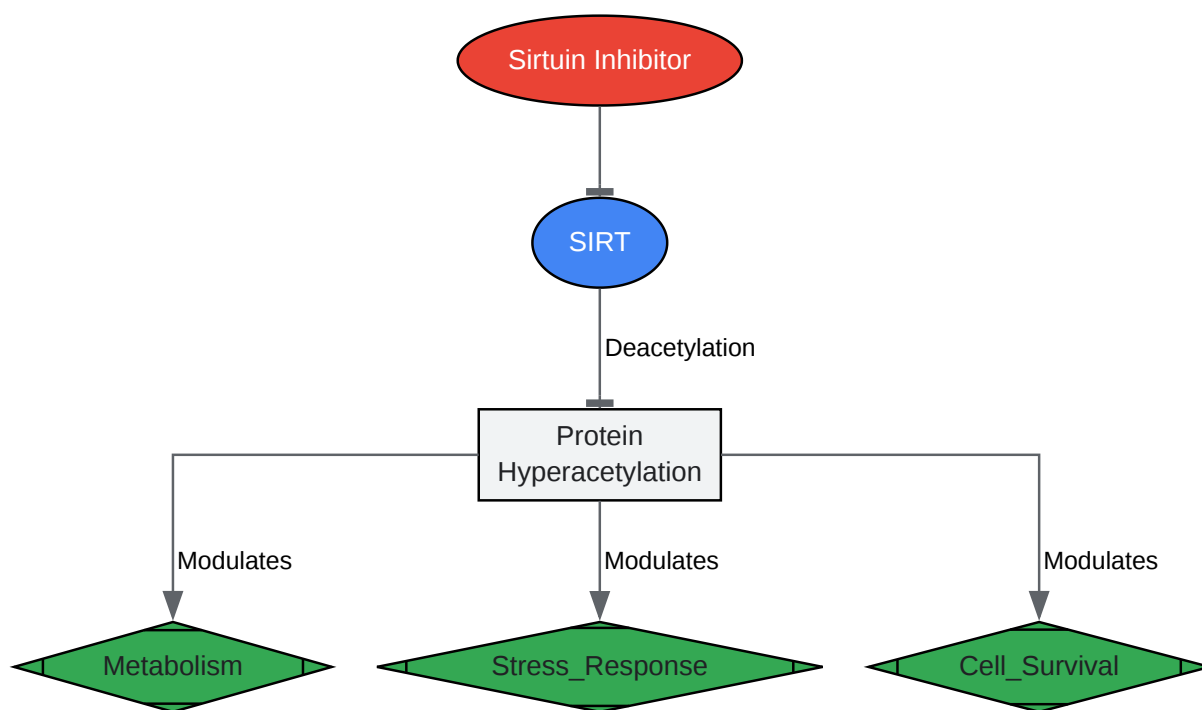 Sirtuin Inhibitor
SIRT
Deacetylation
Protein
Hyperacetylation
Modulates
Modulates
Modulates
Metabolism
Stress_Response
Cell_Survival